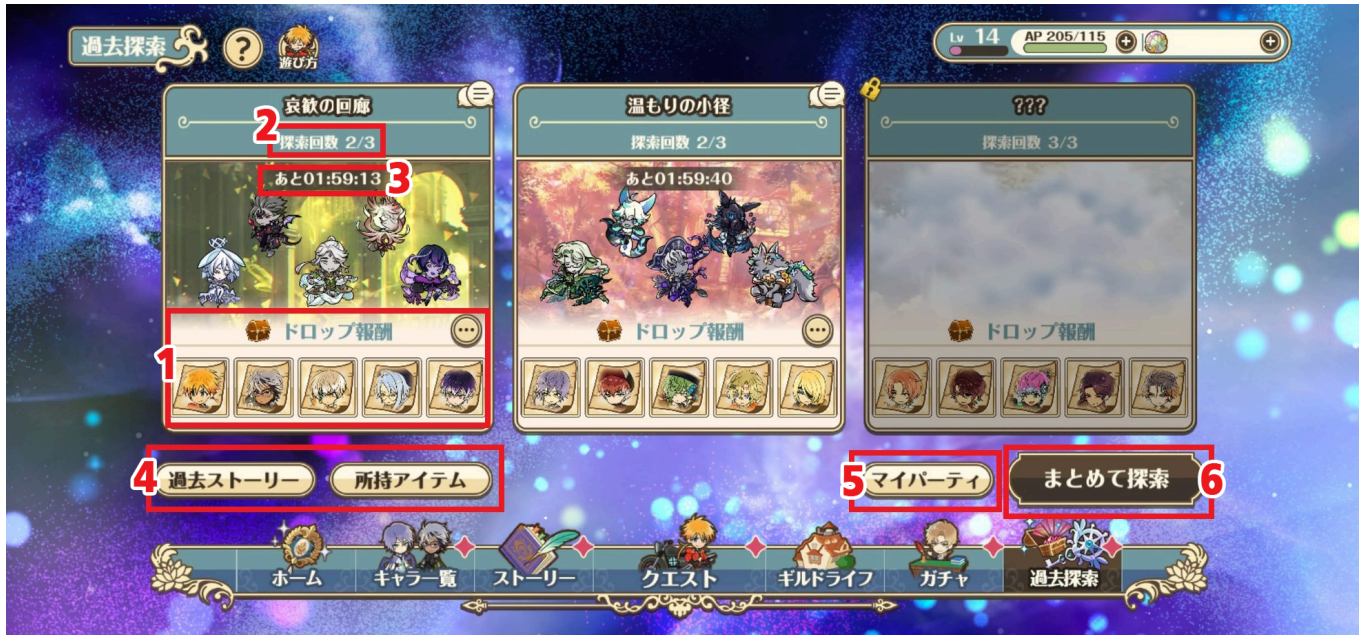 過去探索
?
遊び方
Lv 14
AP 205/115
哀歓の回廊
2
探索回数 2/3
あと01:59:13
3
1
ドロップ報酬
温もりの小径
探索回数 2/3
あと01:59:40
ドロップ報酬
???
探索回数 3/3
ドロップ報酬
4
過去ストーリー
所持アイテム
5
マイパーティ
まとめて探索
6
ホーム
キャラ一覧
ストーリー
クエスト
ギルドライフ
ガチャ
過去探索